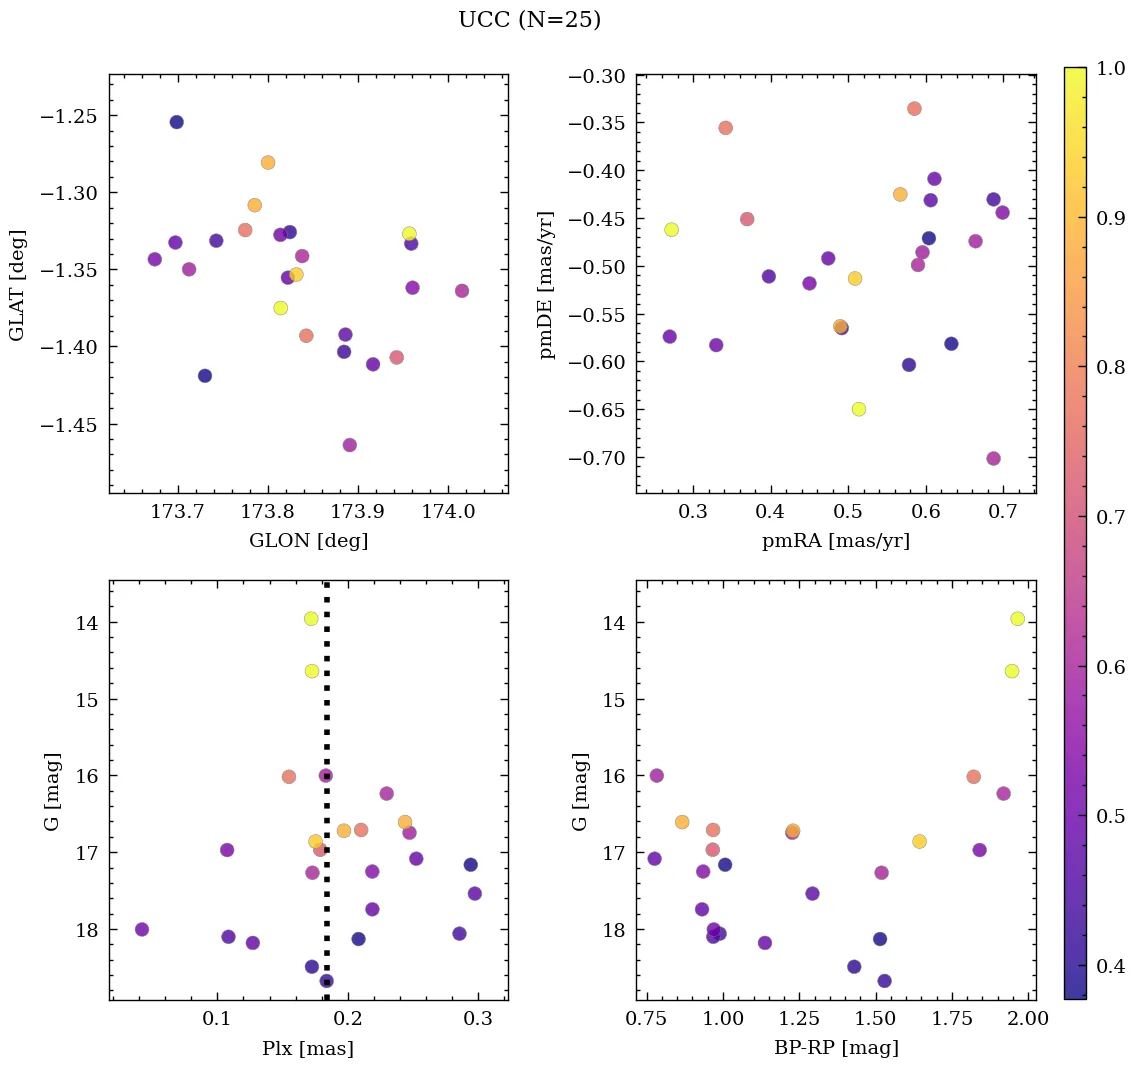 UCC (N=25)
−1.25
−1.30
−1.35
−1.40
−1.45
GLAT [deg]
173.7 173.8 173.9 174.0
GLON [deg]
−0.30
−0.35
−0.40
−0.45
−0.50
−0.55
−0.60
−0.65
−0.70
pmDE [mas/yr]
0.3 0.4 0.5 0.6 0.7
pmRA [mas/yr]
14
15
16
17
18
G [mag]
0.1 0.2 0.3
Plx [mas]
14
15
16
17
18
G [mag]
0.75 1.00 1.25 1.50 1.75 2.00
BP-RP [mag]
1.0
0.9
0.8
0.7
0.6
0.5
0.4